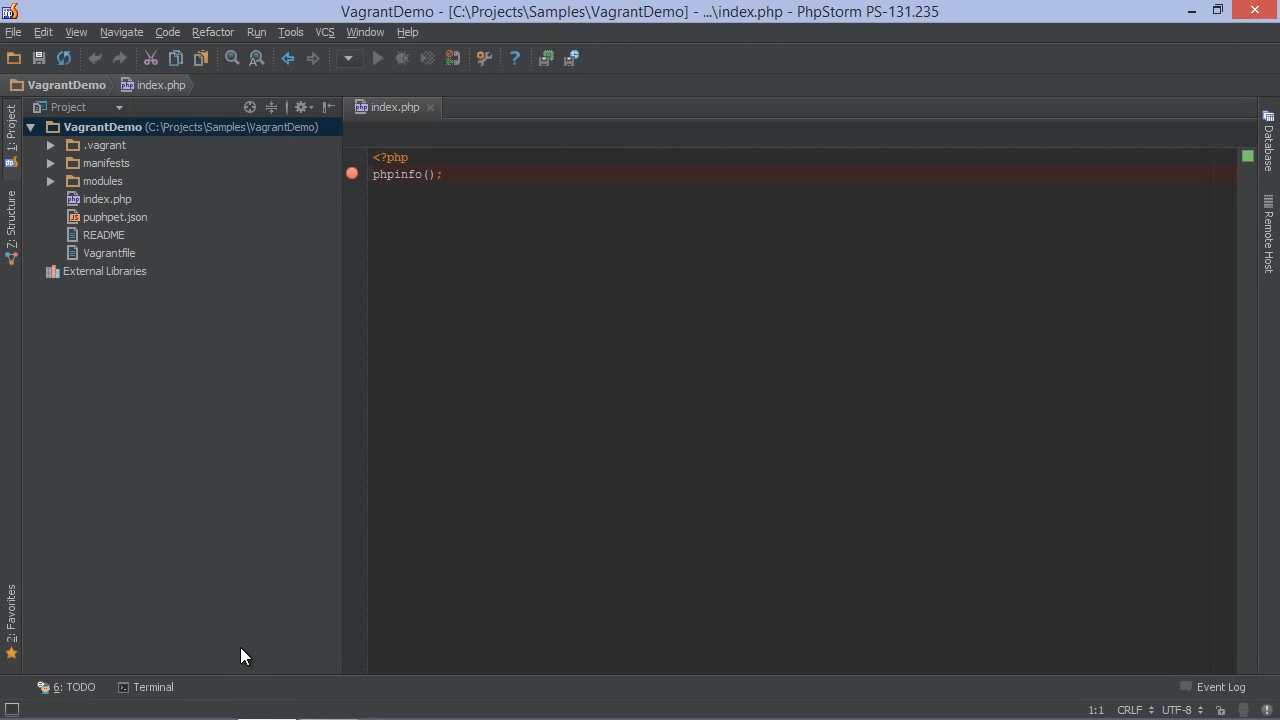 VagrantDemo - [C:\Projects\Samples\VagrantDemo] - ...\index.php - PhpStorm PS-131.235
File Edit View Navigate Code Refactor Run Tools VCS Window Help
VagrantDemo index.php
1: Project
Z: Structure
2: Favorites
Project
VagrantDemo (C:\Projects\Samples\VagrantDemo)
.vagrant
manifests
modules
index.php
puphpet.json
README
Vagrantfile
External Libraries
index.php
<?php
phpinfo();
Database
Remote Host
6: TODO Terminal Event Log
1:1 CRLF UTF-8